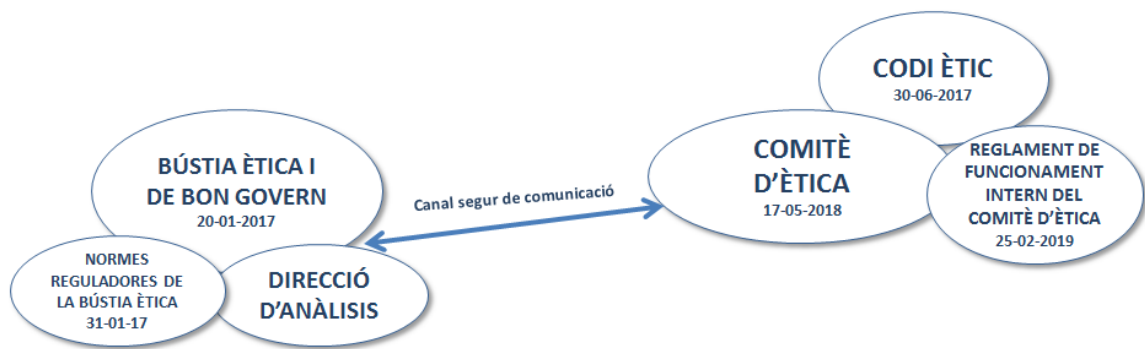 BÚSTIA ÈTICA I
DE BON GOVERN
20-01-2017
NORMES
REGULADORES DE
LA BÚSTIA ÈTICA
31-01-17
DIRECCIÓ
D'ANÀLISIS
Canal segur de comunicació
CODI ÈTIC
30-06-2017
COMITÈ
D'ÈTICA
17-05-2018
REGLAMENT DE
FUNCIONAMENT
INTERN DEL
COMITÈ D'ÈTICA
25-02-2019